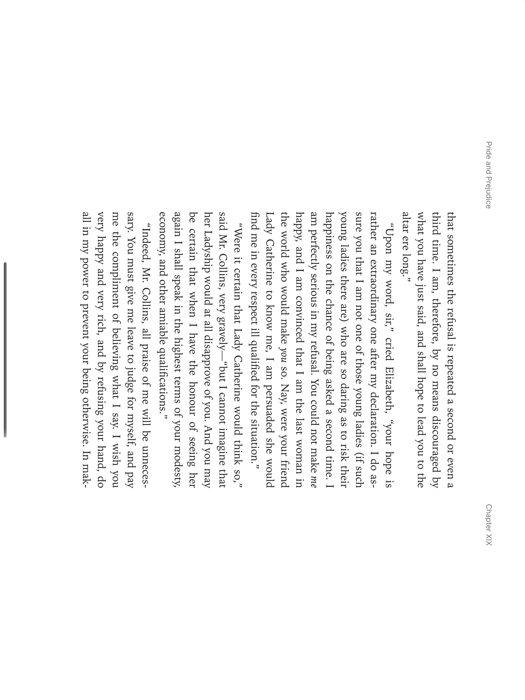 Pride and Prejudice
Chapter XIX
that sometimes the refusal is repeated a second or even a
third time. I am, therefore, by no means discouraged by
what you have just said, and shall hope to lead you to the
altar ere long.”
“Upon my word, sir,” cried Elizabeth, “your hope is
rather an extraordinary one after my declaration. I do as-
sure you that I am not one of those young ladies (if such
young ladies there are) who are so daring as to risk their
happiness on the chance of being asked a second time. I
am perfectly serious in my refusal. You could not make me
happy, and I am convinced that I am the last woman in
the world who would make you so. Nay, were your friend
Lady Catherine to know me, I am persuaded she would
find me in every respect ill qualified for the situation.”
“Were it certain that Lady Catherine would think so,”
said Mr. Collins, very gravely—“but I cannot imagine that
her Ladyship would at all disapprove of you. And you may
be certain that when I have the honour of seeing her
again I shall speak in the highest terms of your modesty,
economy, and other amiable qualifications.”
“Indeed, Mr. Collins, all praise of me will be unneces-
sary. You must give me leave to judge for myself, and pay
me the compliment of believing what I say. I wish you
very happy and very rich, and by refusing your hand, do
all in my power to prevent your being otherwise. In mak-